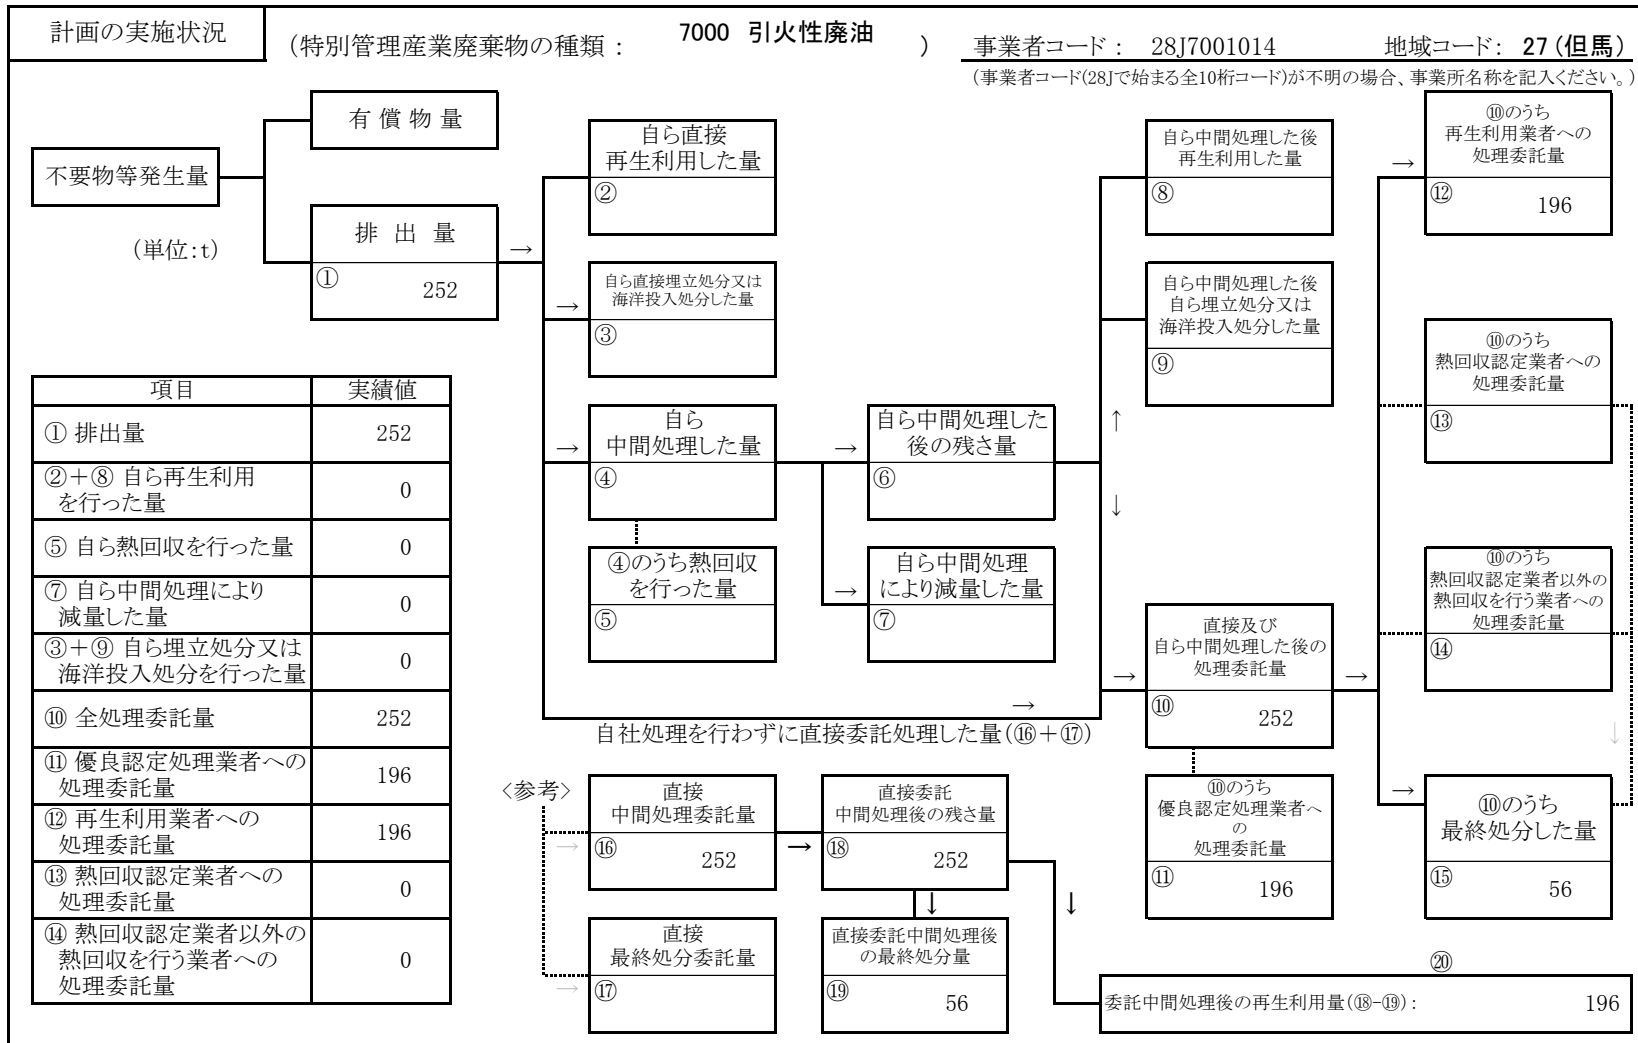 計画の実施状況
(特別管理産業廃棄物の種類： 7000 引火性廃油 )
事業者コード： 28J7001014 地域コード： 27 (但馬)
(事業者コード(28Jで始まる全10桁コード)が不明の場合、事業所名称を記入ください。)
不要物等発生量
有償物量
(単位:t)
排出量
① 252
→
自ら直接
再生利用した量
②
→
自ら直接埋立処分又は
海洋投入処分した量
③
→
自ら
中間処理した量
④
④のうち熱回収
を行った量
⑤
→
自ら中間処理した
後の残さ量
⑥
→
自ら中間処理
により減量した量
⑦
↑
↓
自ら中間処理した後
再生利用した量
⑧
自ら中間処理した後
自ら埋立処分又は
海洋投入処分した量
⑨
→
自社処理を行わずに直接委託処理した量(⑯＋⑰)
→
直接及び
自ら中間処理した後の
処理委託量
⑩ 252
→
⑩のうち
優良認定処理業者へ
の
処理委託量
⑪ 196
→
⑩のうち
再生利用業者への
処理委託量
⑫ 196
⑩のうち
熱回収認定業者への
処理委託量
⑬
⑩のうち
熱回収認定業者以外の
熱回収を行う業者への
処理委託量
⑭
↓
→
⑩のうち
最終処分した量
⑮ 56
項目 実績値
① 排出量 252
②＋⑧ 自ら再生利用
を行った量 0
⑤ 自ら熱回収を行った量 0
⑦ 自ら中間処理により
減量した量 0
③＋⑨ 自ら埋立処分又は
海洋投入処分を行った量 0
⑩ 全処理委託量 252
⑪ 優良認定処理業者への
処理委託量 196
⑫ 再生利用業者への
処理委託量 196
⑬ 熱回収認定業者への
処理委託量 0
⑭ 熱回収認定業者以外の
熱回収を行う業者への
処理委託量 0
<参考>
→
直接
中間処理委託量
⑯ 252
→
直接委託
中間処理後の残さ量
⑱ 252
↓
↓
→
直接
最終処分委託量
⑰
直接委託中間処理後
の最終処分量
⑲ 56
⑳
委託中間処理後の再生利用量(⑱-⑲)： 196